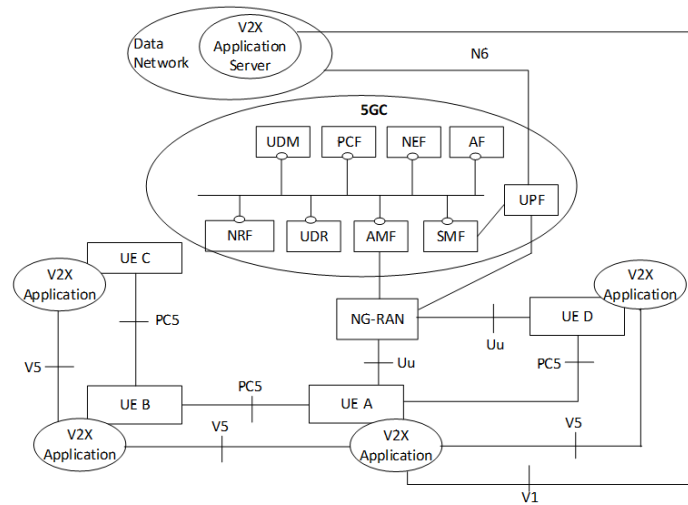 V2X
Application
Server
Data
Network
N6
5GC
UDM
PCF
NEF
AF
UPF
NRF
UDR
AMF
SMF
UE C
V2X
Application
V2X
Application
NG-RAN
UE D
Uu
PC5
V5
Uu
PC5
PC5
UE B
UE A
V2X
Application
V5
V2X
Application
V5
V1